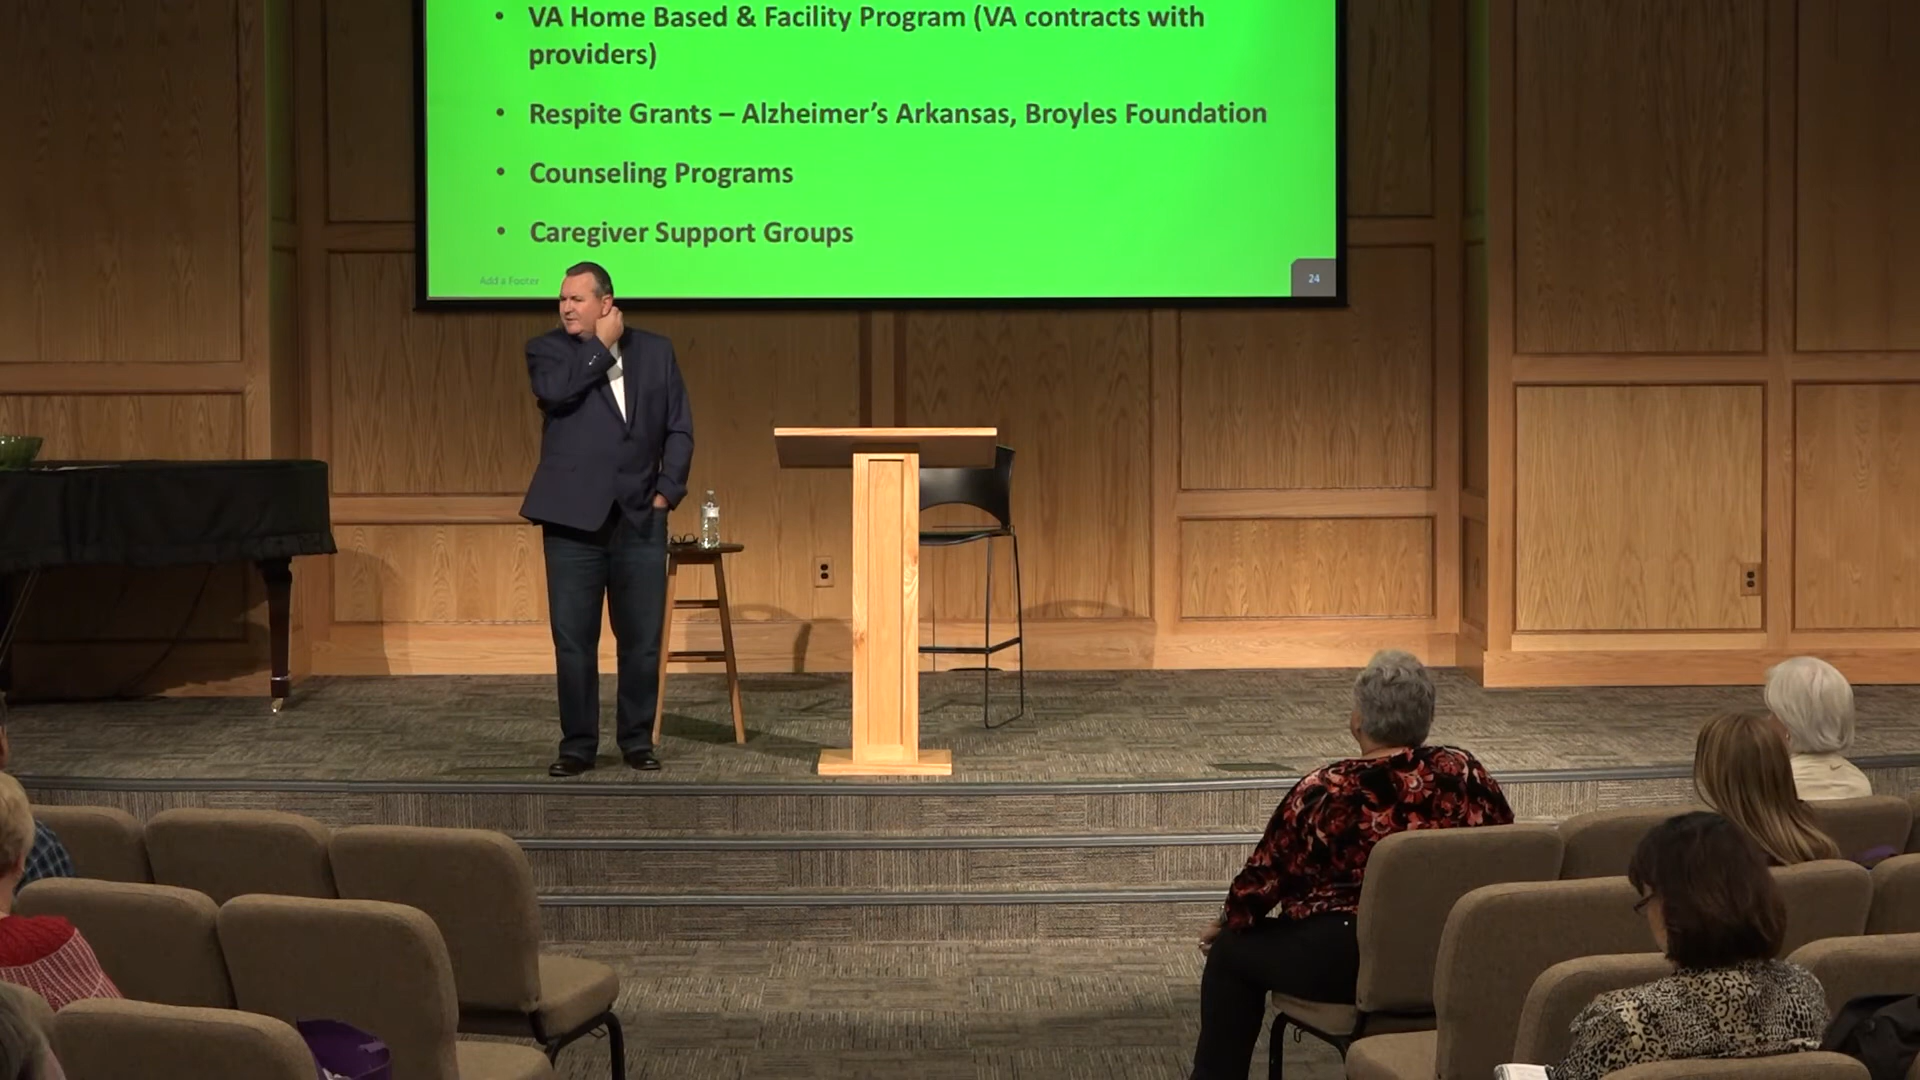 • VA Home Based & Facility Program (VA contracts with
providers)
• Respite Grants – Alzheimer's Arkansas, Broyles Foundation
• Counseling Programs
• Caregiver Support Groups
Add a Footer
24